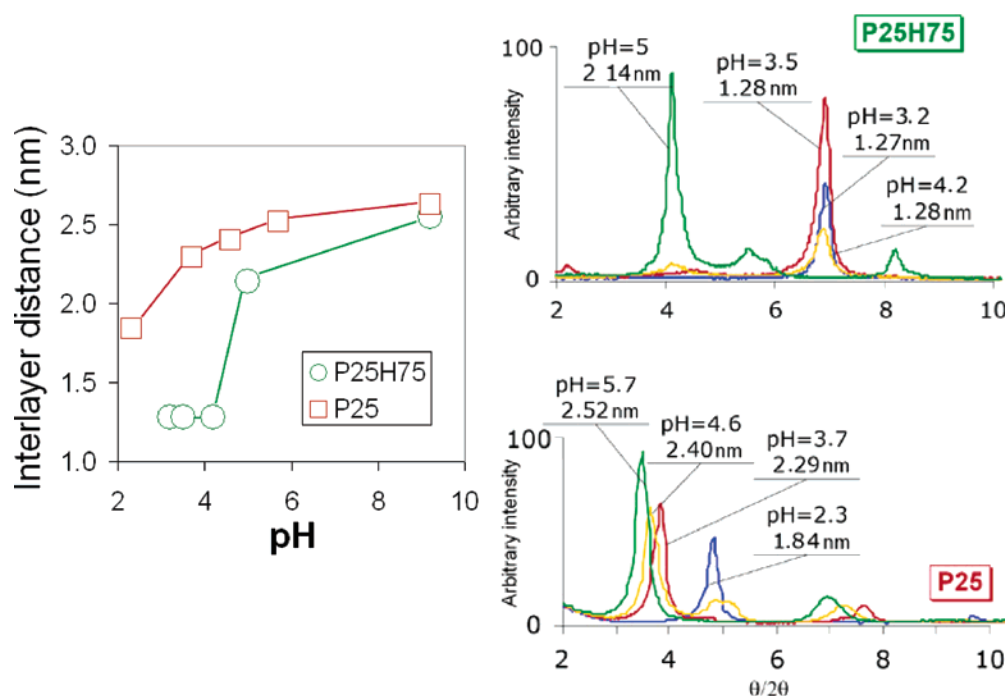 Interlayer distance (nm)
3.0
2.5
2.0
1.5
1.0
2
4
6
8
10
pH
P25H75
P25
P25H75
Arbitrary intensity
100
0
pH=5
2 14nm
pH=3.5
1.28nm
pH=3.2
1.27nm
pH=4.2
1.28nm
2
4
6
8
10
P25
Arbitrary intensity
100
0
pH=5.7
2.52nm
pH=4.6
2.40nm
pH=3.7
2.29nm
pH=2.3
1.84nm
2
4
6
8
10
θ/2θ